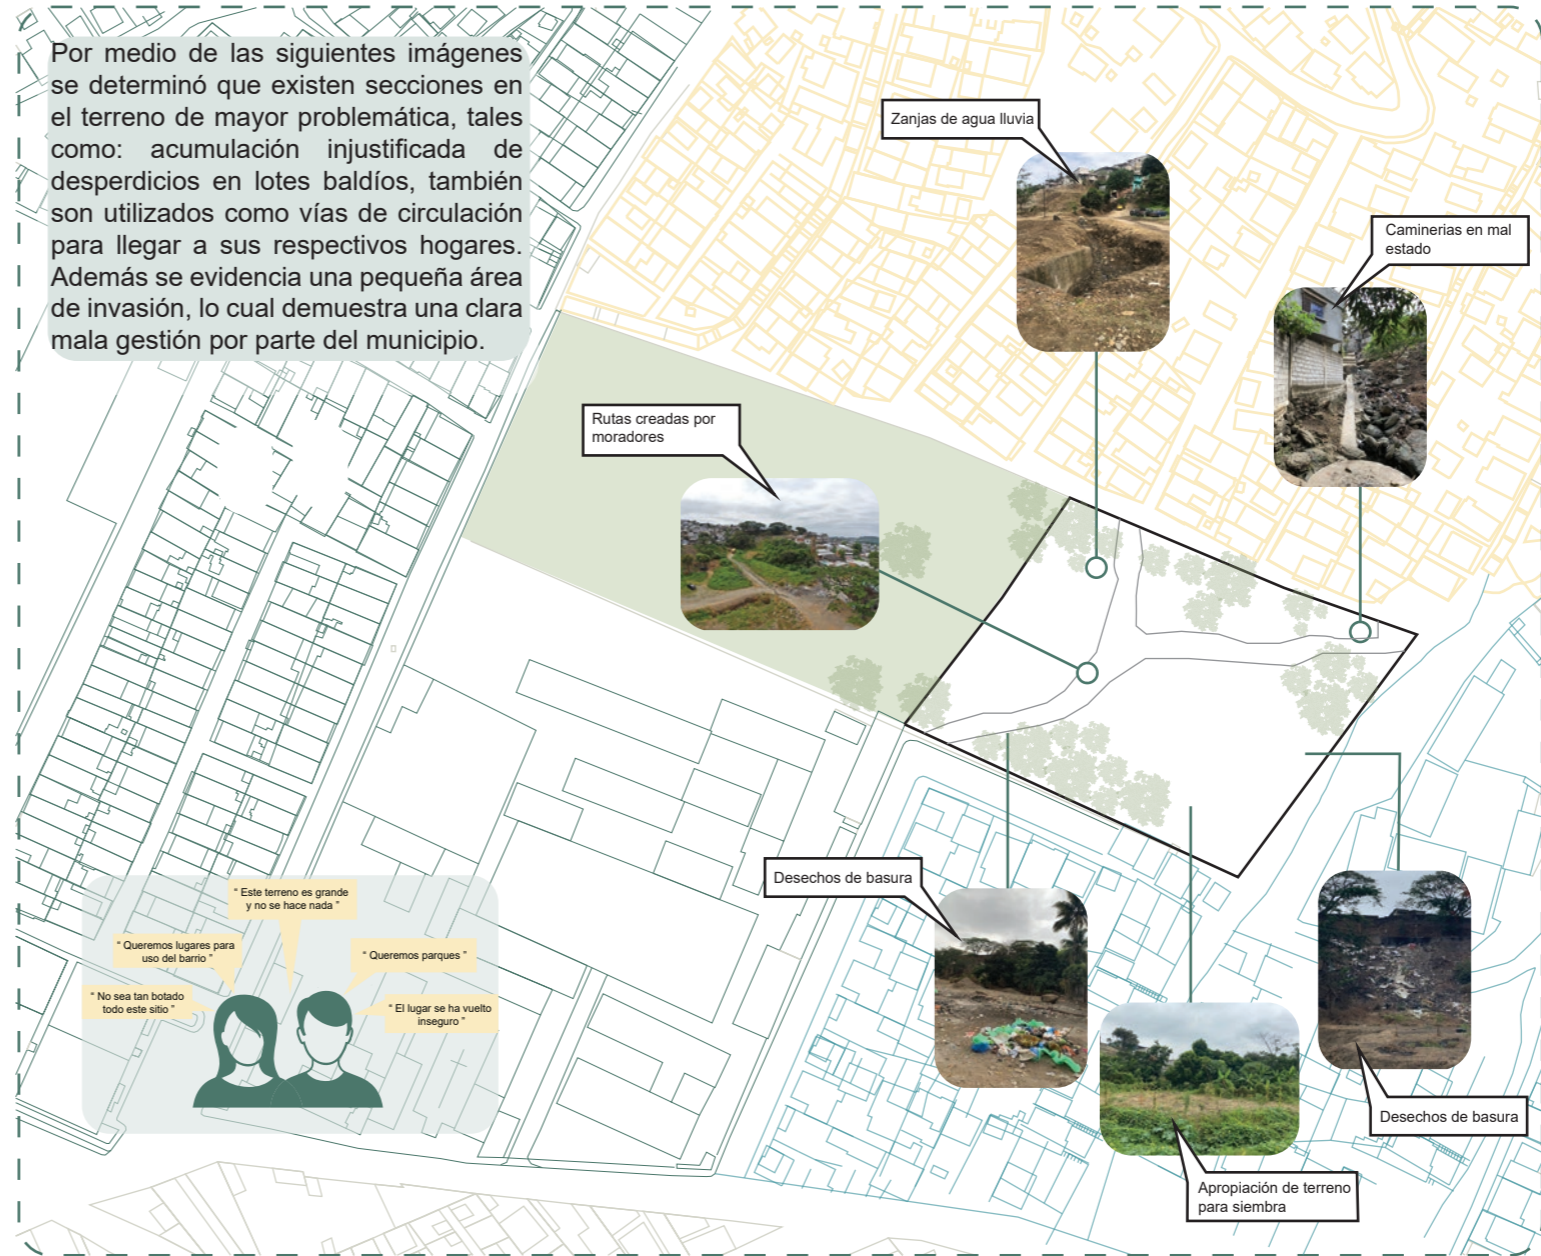 Por medio de las siguientes imágenes
se determinó que existen secciones en
el terreno de mayor problemática, tales
como: acumulación injustificada de
desperdicios en lotes baldíos, también
son utilizados como vías de circulación
para llegar a sus respectivos hogares.
Además se evidencia una pequeña área
de invasión, lo cual demuestra una clara
mala gestión por parte del municipio.
Zanjas de agua lluvia
Caminerias en mal
estado
Rutas creadas por
moradores
Desechos de basura
Desechos de basura
Apropiación de terreno
para siembra
“ Este terreno es grande
y no se hace nada ”
“ Queremos lugares para
uso del barrio ”
“ Queremos parques ”
“ No sea tan botado
todo este sitio ”
“ El lugar se ha vuelto
inseguro ”